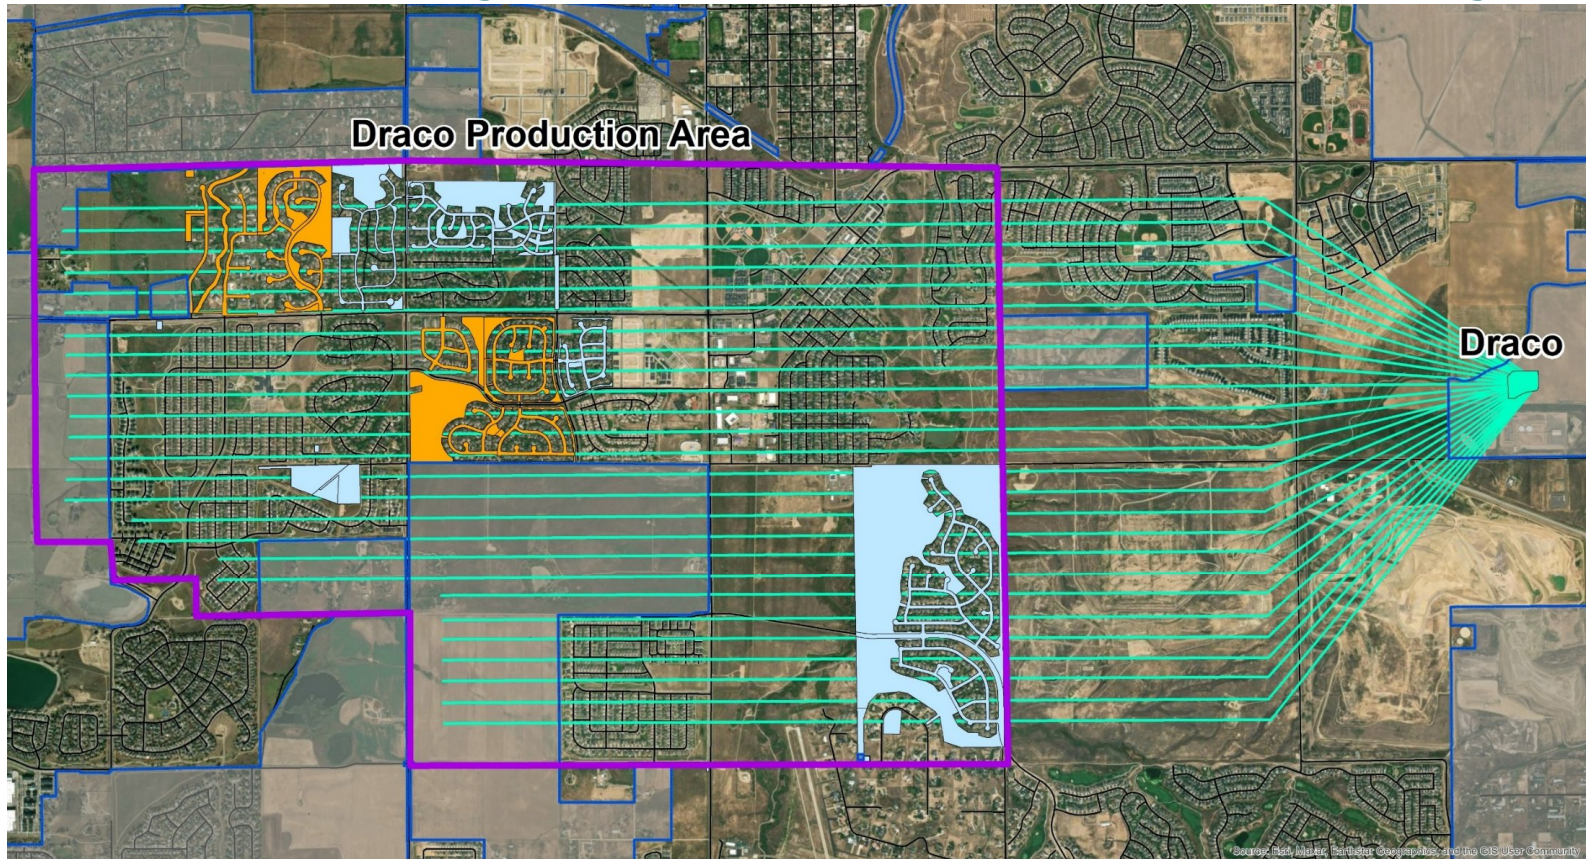 Draco Production Area
Draco
Source: Esri, Maxar, Earthstar Geographics, and the GIS User Community